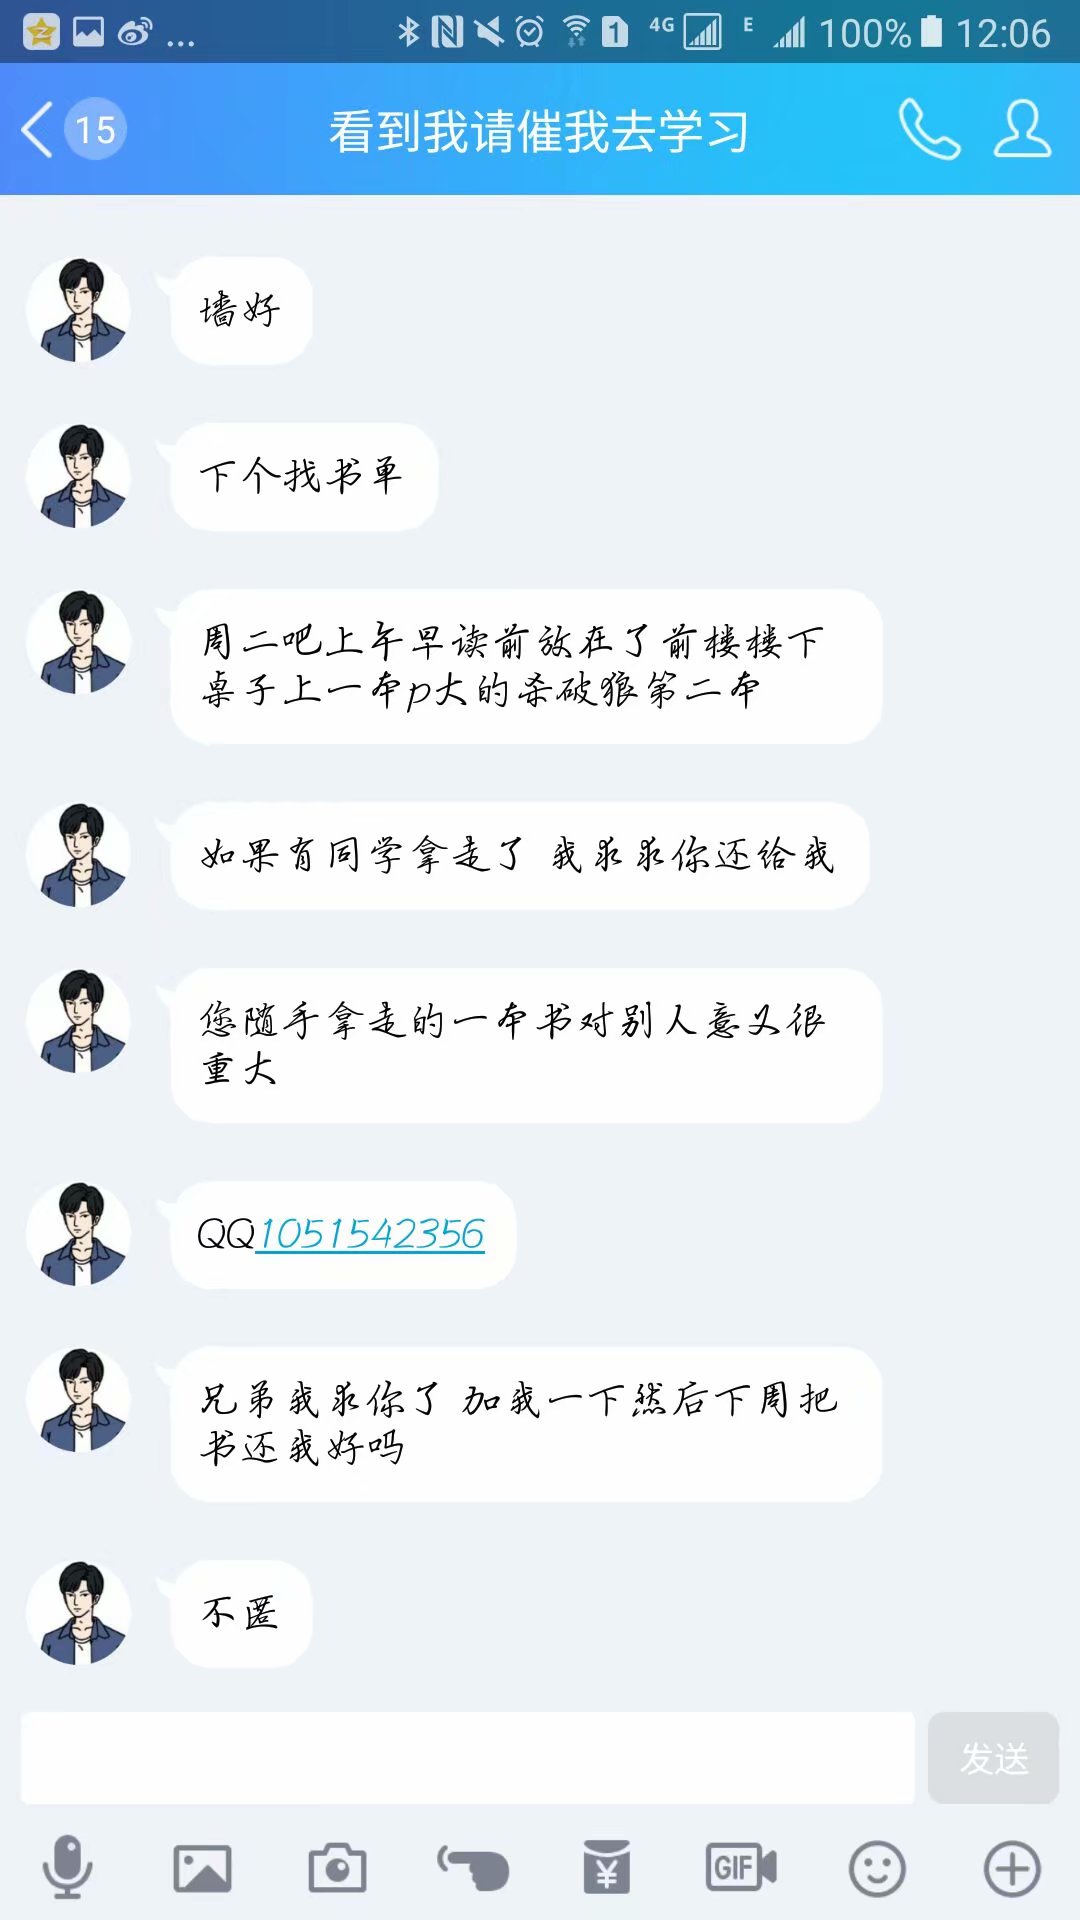 ... 1 4G E 100% 12:06
15 看到我请催我去学习
墙好
下个找书单
周二吧上午早读前放在了前楼楼下
桌子上一本p大的杀破狼第二本
如果有同学拿走了 我求求你还给我
您随手拿走的一本书对别人意义很
重大
QQ1051542356
兄弟我求你了 加我一下然后下周把
书还我好吗
不匿
发送
¥ GIF